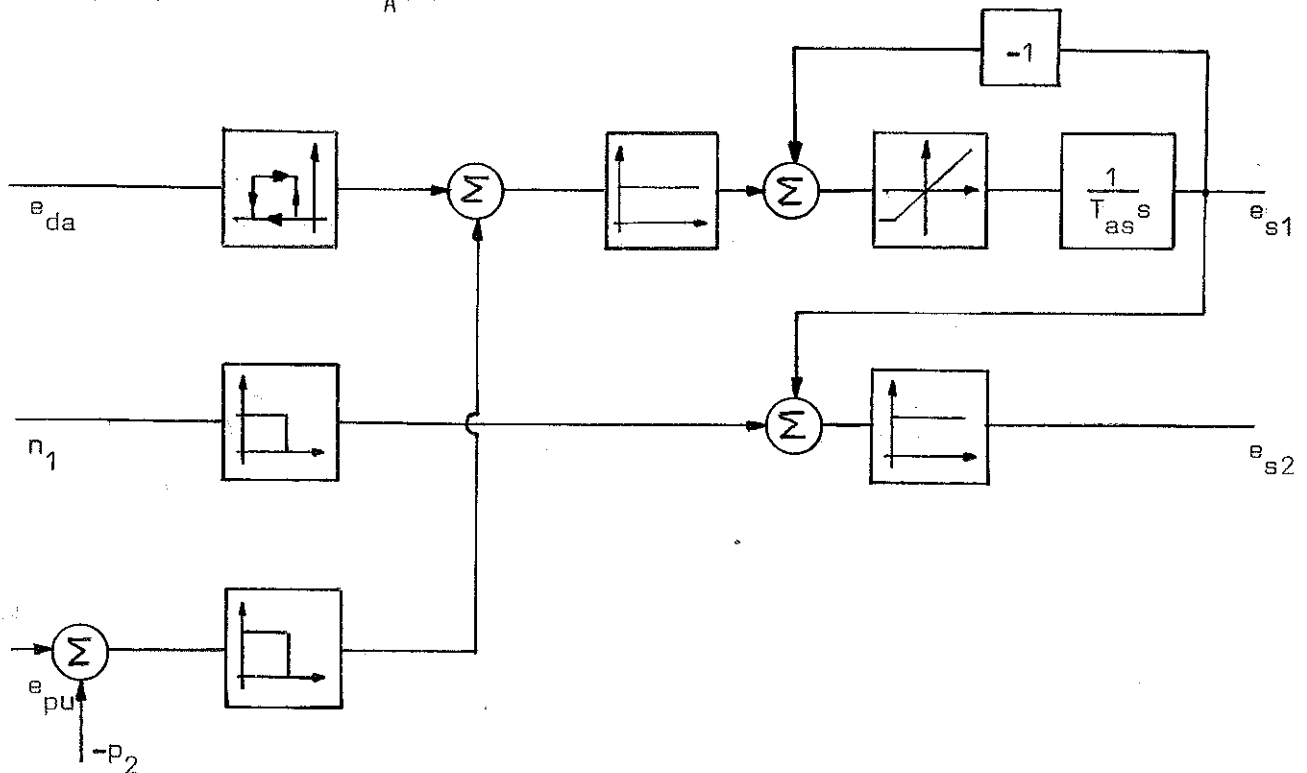 A
-1
e_da
Σ
Σ
1
T_as s
e_s1
n_1
Σ
e_s2
Σ
e_pu
-p_2